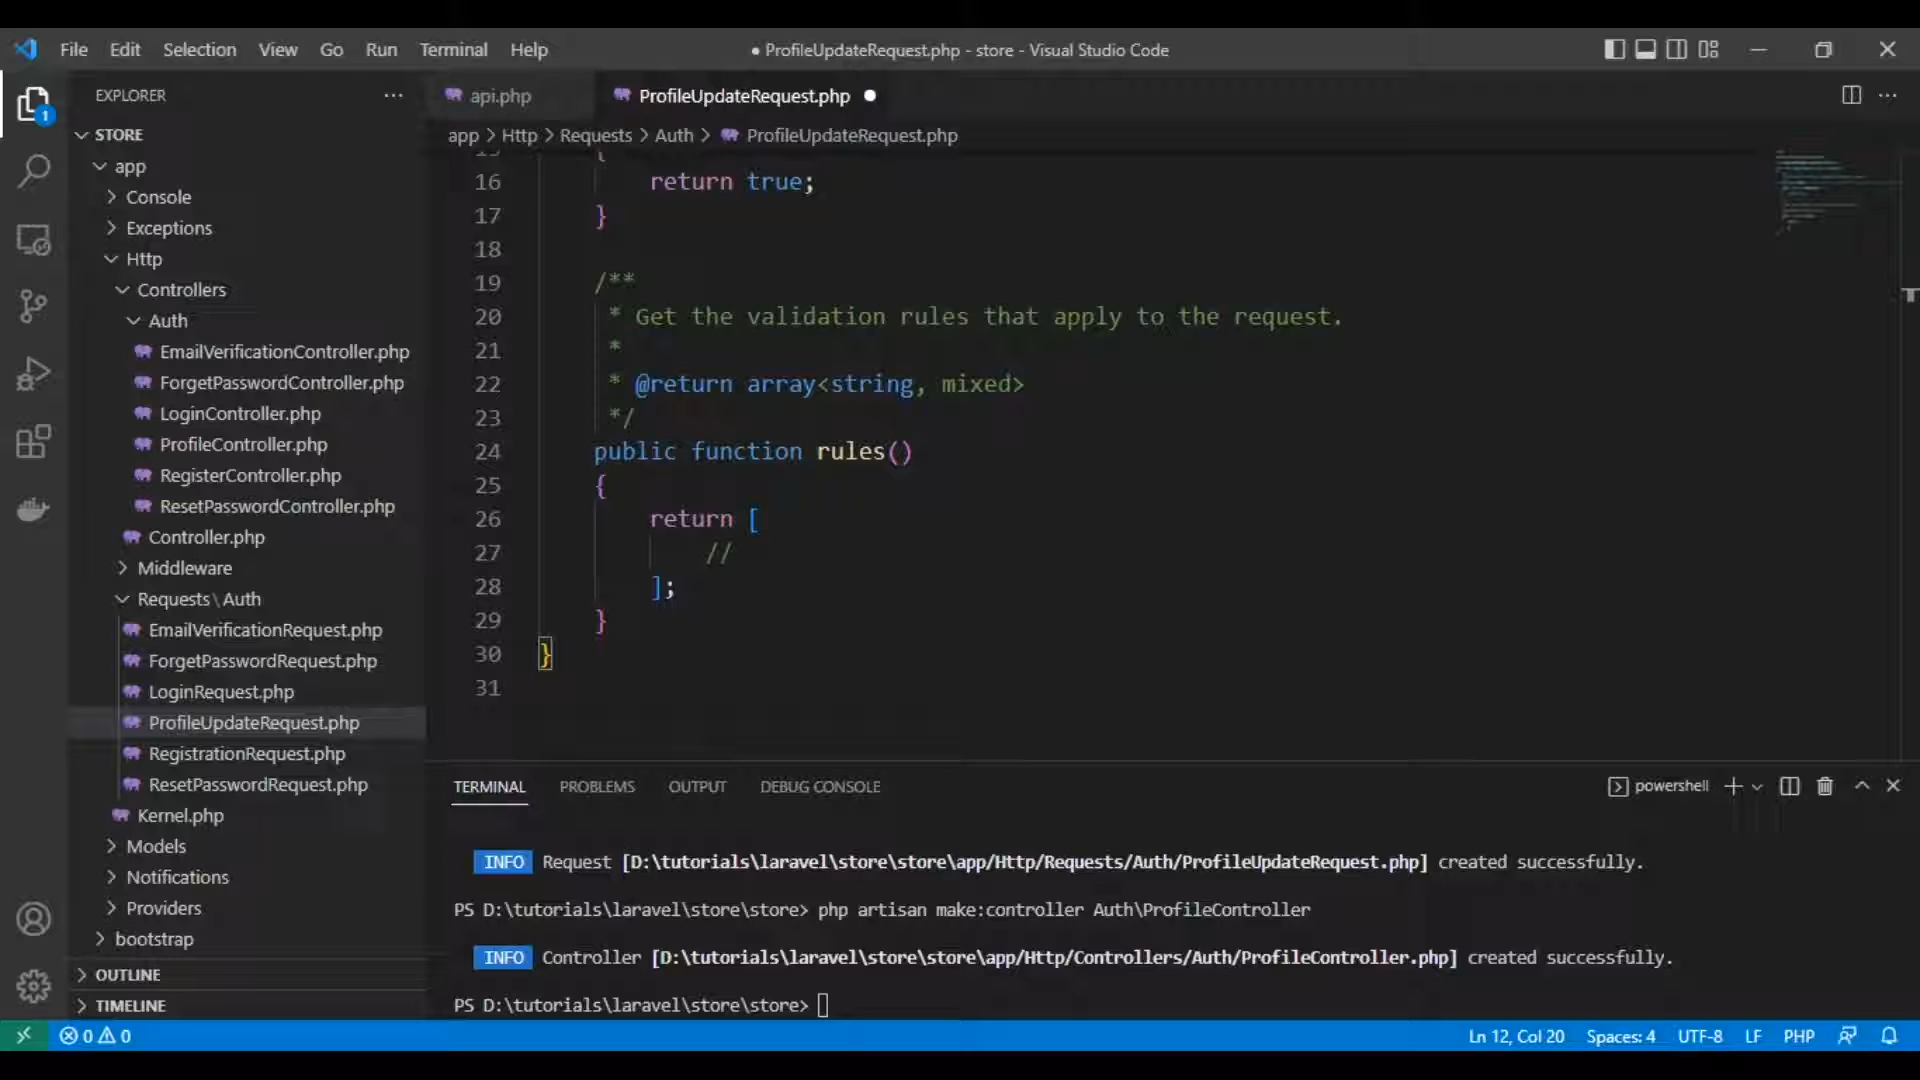 File Edit Selection View Go Run Terminal Help
● ProfileUpdateRequest.php - store - Visual Studio Code
EXPLORER
1
STORE
app
Console
Exceptions
Http
Controllers
Auth
EmailVerificationController.php
ForgetPasswordController.php
LoginController.php
ProfileController.php
RegisterController.php
ResetPasswordController.php
Controller.php
Middleware
Requests\Auth
EmailVerificationRequest.php
ForgetPasswordRequest.php
LoginRequest.php
ProfileUpdateRequest.php
RegistrationRequest.php
ResetPasswordRequest.php
Kernel.php
Models
Notifications
Providers
bootstrap
OUTLINE
TIMELINE
api.php ProfileUpdateRequest.php ●
app > Http > Requests > Auth > ProfileUpdateRequest.php
15 {
16 return true;
17 }
18
19 /**
20 * Get the validation rules that apply to the request.
21 *
22 * @return array<string, mixed>
23 */
24 public function rules()
25 {
26 return [
27 //
28 ];
29 }
30 }
31
TERMINAL PROBLEMS OUTPUT DEBUG CONSOLE
powershell
INFO Request [D:\tutorials\laravel\store\store\app/Http/Requests/Auth/ProfileUpdateRequest.php] created successfully.
PS D:\tutorials\laravel\store\store> php artisan make:controller Auth\ProfileController
INFO Controller [D:\tutorials\laravel\store\store\app/Http/Controllers/Auth/ProfileController.php] created successfully.
PS D:\tutorials\laravel\store\store>
0 0
Ln 12, Col 20 Spaces: 4 UTF-8 LF PHP